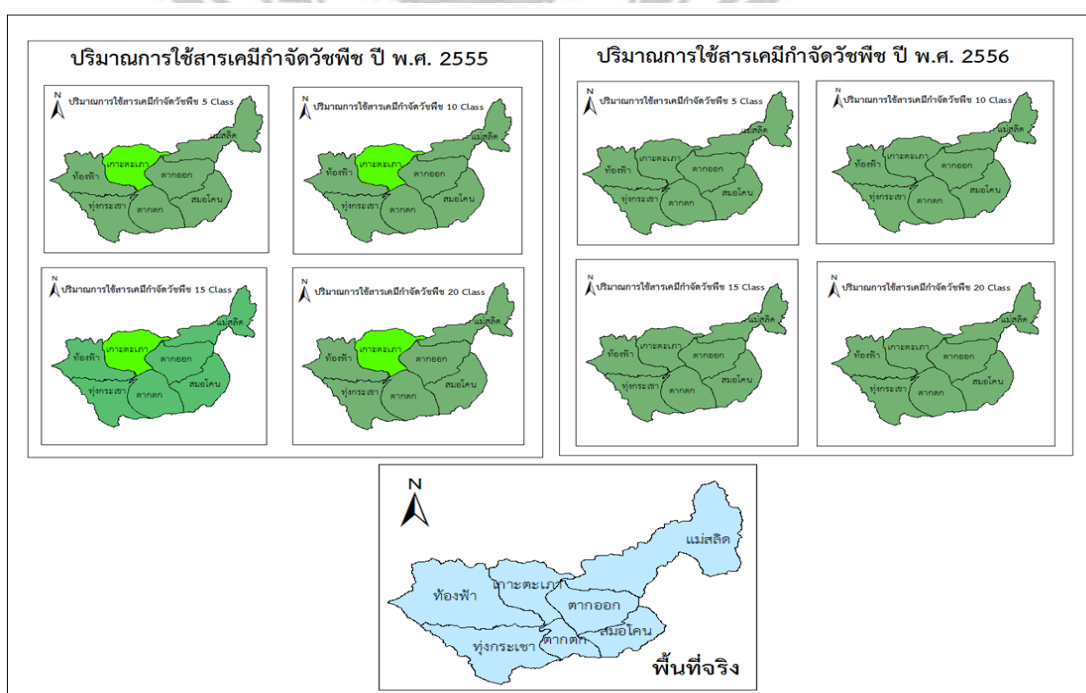 ปริมาณการใช้สารเคมีกำจัดวัชพืช ปี พ.ศ. 2555
N
ปริมาณการใช้สารเคมีกำจัดวัชพืช 5 Class
แม่สลิด
เกาะตะเภา
ท้องฟ้า
ตากออก
สมอโคน
ทุ่งกระเชา
ตากตก
N
ปริมาณการใช้สารเคมีกำจัดวัชพืช 10 Class
แม่สลิด
เกาะตะเภา
ท้องฟ้า
ตากออก
สมอโคน
ทุ่งกระเชา
ตากตก
N
ปริมาณการใช้สารเคมีกำจัดวัชพืช 15 Class
แม่สลิด
เกาะตะเภา
ท้องฟ้า
ตากออก
สมอโคน
ทุ่งกระเชา
ตากตก
N
ปริมาณการใช้สารเคมีกำจัดวัชพืช 20 Class
แม่สลิด
เกาะตะเภา
ท้องฟ้า
ตากออก
สมอโคน
ทุ่งกระเชา
ตากตก
ปริมาณการใช้สารเคมีกำจัดวัชพืช ปี พ.ศ. 2556
N
ปริมาณการใช้สารเคมีกำจัดวัชพืช 5 Class
แม่สลิด
เกาะตะเภา
ท้องฟ้า
ตากออก
สมอโคน
ทุ่งกระเชา
ตากตก
N
ปริมาณการใช้สารเคมีกำจัดวัชพืช 10 Class
แม่สลิด
เกาะตะเภา
ท้องฟ้า
ตากออก
สมอโคน
ทุ่งกระเชา
ตากตก
N
ปริมาณการใช้สารเคมีกำจัดวัชพืช 15 Class
แม่สลิด
เกาะตะเภา
ท้องฟ้า
ตากออก
สมอโคน
ทุ่งกระเชา
ตากตก
N
ปริมาณการใช้สารเคมีกำจัดวัชพืช 20 Class
แม่สลิด
เกาะตะเภา
ท้องฟ้า
ตากออก
สมอโคน
ทุ่งกระเชา
ตากตก
N
แม่สลิด
เกาะตะเภา
ท้องฟ้า
ตากออก
สมอโคน
ทุ่งกระเชา
ตากตก
พื้นที่จริง